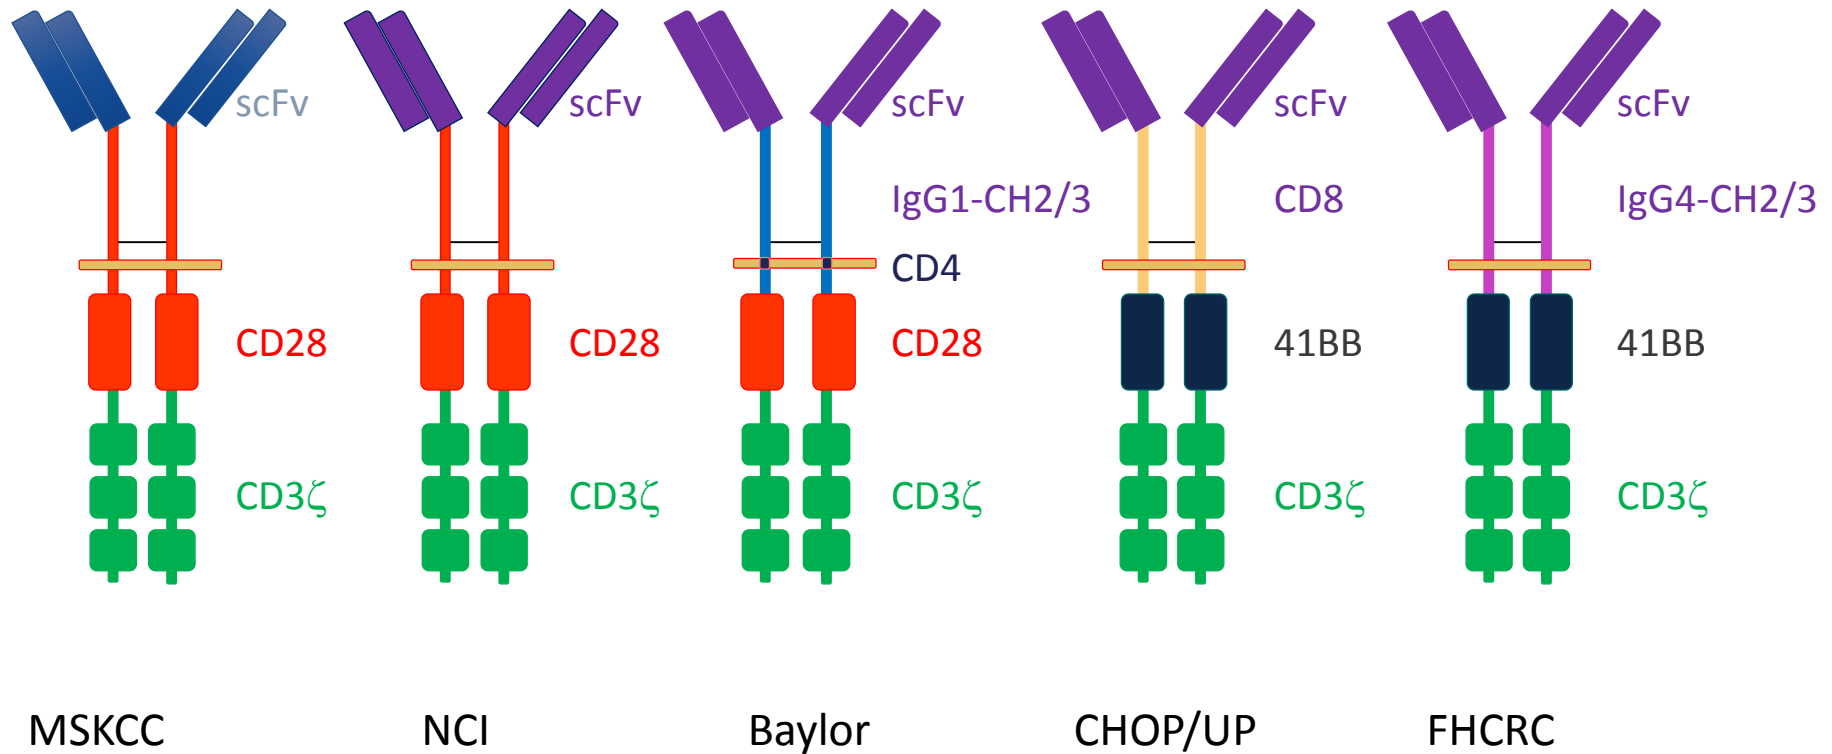 scFv scFv scFv scFv scFv
IgG1-CH2/3 CD8 IgG4-CH2/3
CD4
CD28 CD28 CD28 41BB 41BB
CD3ζ CD3ζ CD3ζ CD3ζ CD3ζ
MSKCC NCI Baylor CHOP/UP FHCRC